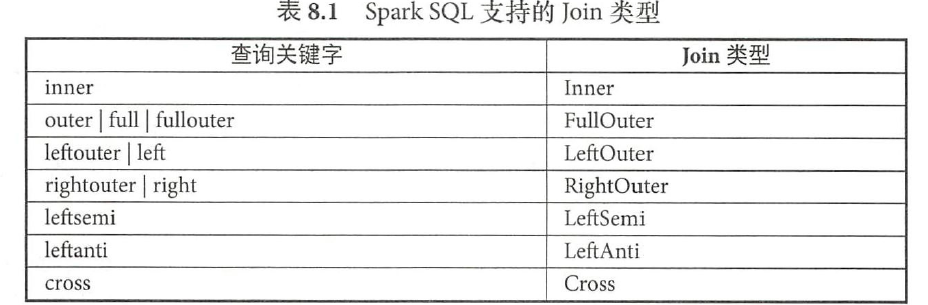 表 8.1 Spark SQL 支持的 Join 类型
查询关键字 Join 类型
inner Inner
outer | full | fullouter FullOuter
leftouter | left LeftOuter
rightouter | right RightOuter
leftsemi LeftSemi
leftanti LeftAnti
cross Cross